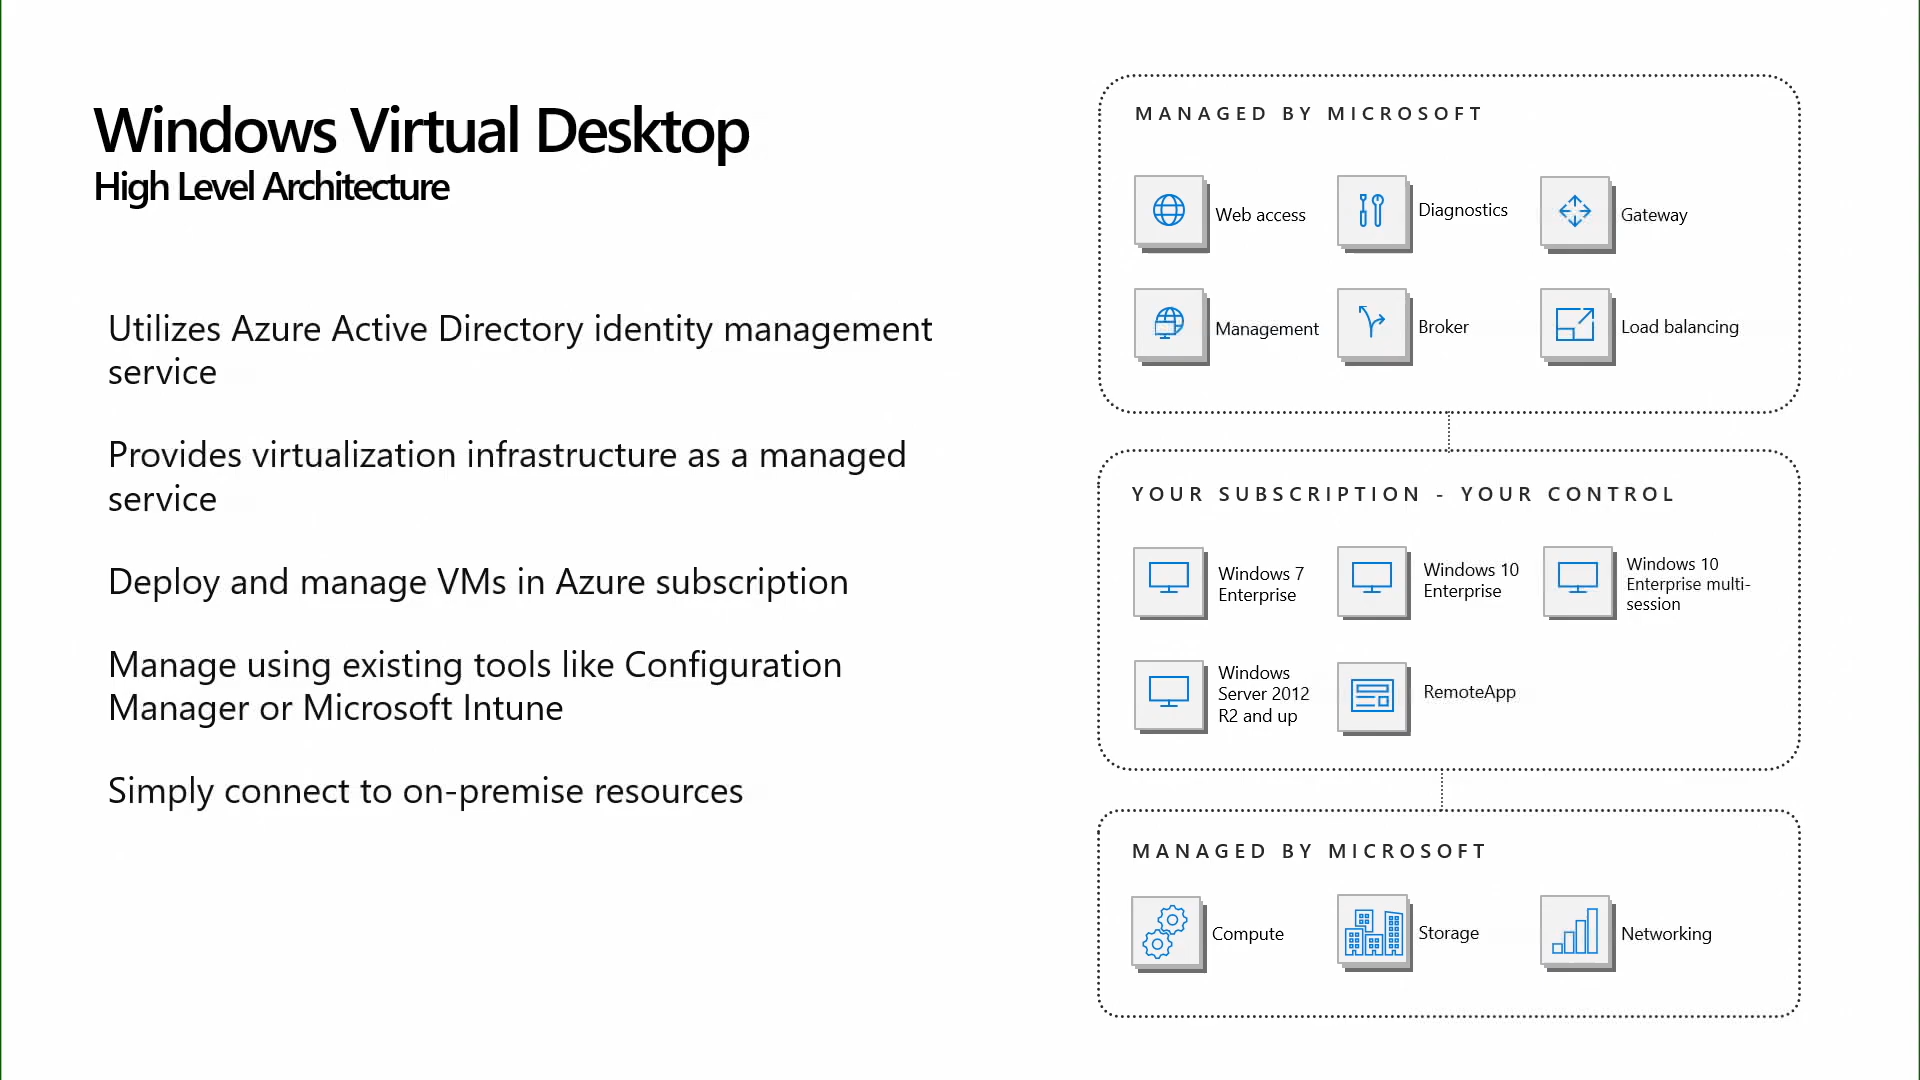 Windows Virtual Desktop
High Level Architecture
Utilizes Azure Active Directory identity management
service
Provides virtualization infrastructure as a managed
service
Deploy and manage VMs in Azure subscription
Manage using existing tools like Configuration
Manager or Microsoft Intune
Simply connect to on-premise resources
MANAGED BY MICROSOFT
Web access
Diagnostics
Gateway
Management
Broker
Load balancing
YOUR SUBSCRIPTION - YOUR CONTROL
Windows 7
Enterprise
Windows 10
Enterprise
Windows 10
Enterprise multi-
session
Windows
Server 2012
R2 and up
RemoteApp
MANAGED BY MICROSOFT
Compute
Storage
Networking